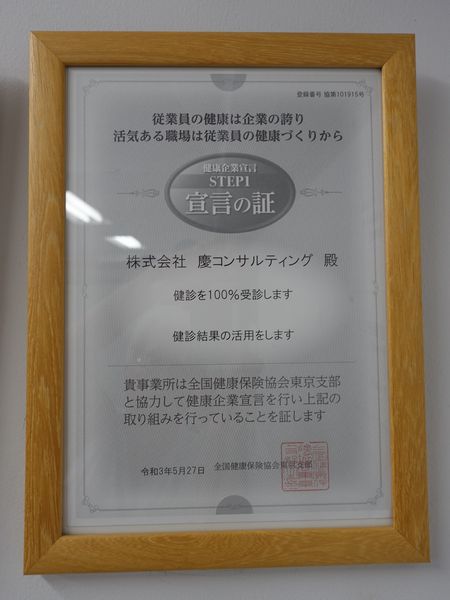 登録番号 協第101915号
従業員の健康は企業の誇り
活気ある職場は従業員の健康づくりから
健康企業宣言
STEP1
宣言の証
株式会社 慶コンサルティング 殿
健診を100%受診します
健診結果の活用をします
貴事業所は全国健康保険協会東京支部
と協力して健康企業宣言を行い上記の
取り組みを行っていることを証します
令和3年5月27日 全国健康保険協会東京支部